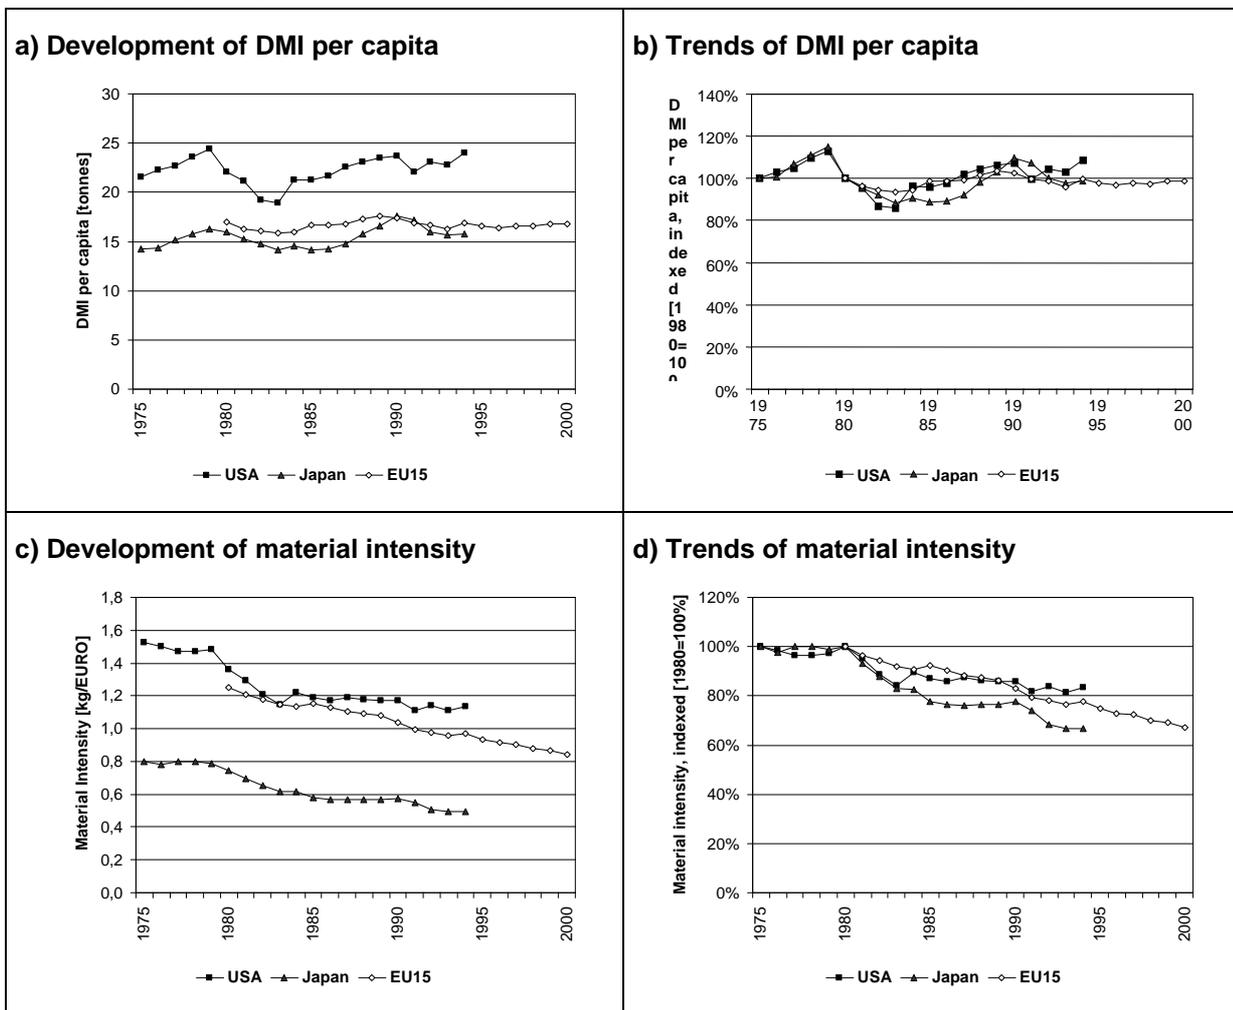 a) Development of DMI per capita
DMI per capita [tonnes]
30
25
20
15
10
5
0
1975
1980
1985
1990
1995
2000
USA Japan EU15
b) Trends of DMI per capita
D
MI
pe
r
ca
pit
a,
in
de
xe
d
[1
98
0=
10
140%
120%
100%
80%
60%
40%
20%
0%
19 19 19 19 19 20
75 80 85 90 95 00
USA Japan EU15
c) Development of material intensity
Material Intensity [kg/EURO]
1,8
1,6
1,4
1,2
1,0
0,8
0,6
0,4
0,2
0,0
1975
1980
1985
1990
1995
2000
USA Japan EU15
d) Trends of material intensity
Material intensity, indexed [1980=100%]
120%
100%
80%
60%
40%
20%
0%
1975
1980
1985
1990
1995
2000
USA Japan EU15